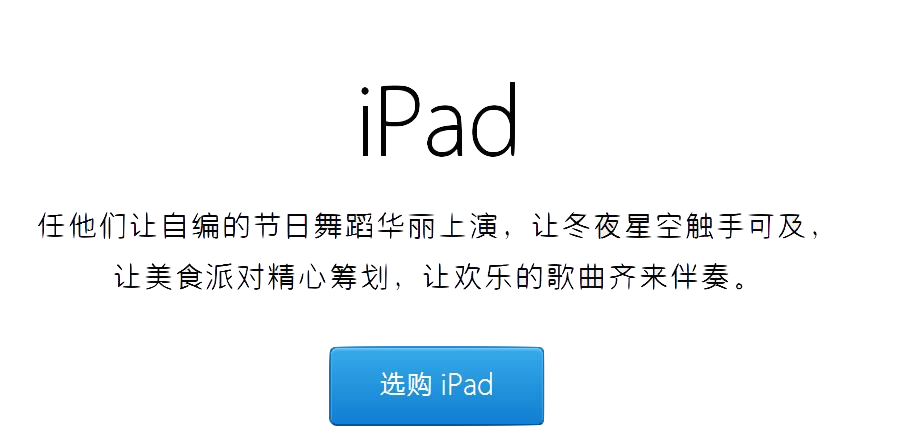 iPad
任他们让自编的节日舞蹈华丽上演，让冬夜星空触手可及，
让美食派对精心筹划，让欢乐的歌曲齐来伴奏。
选购 iPad